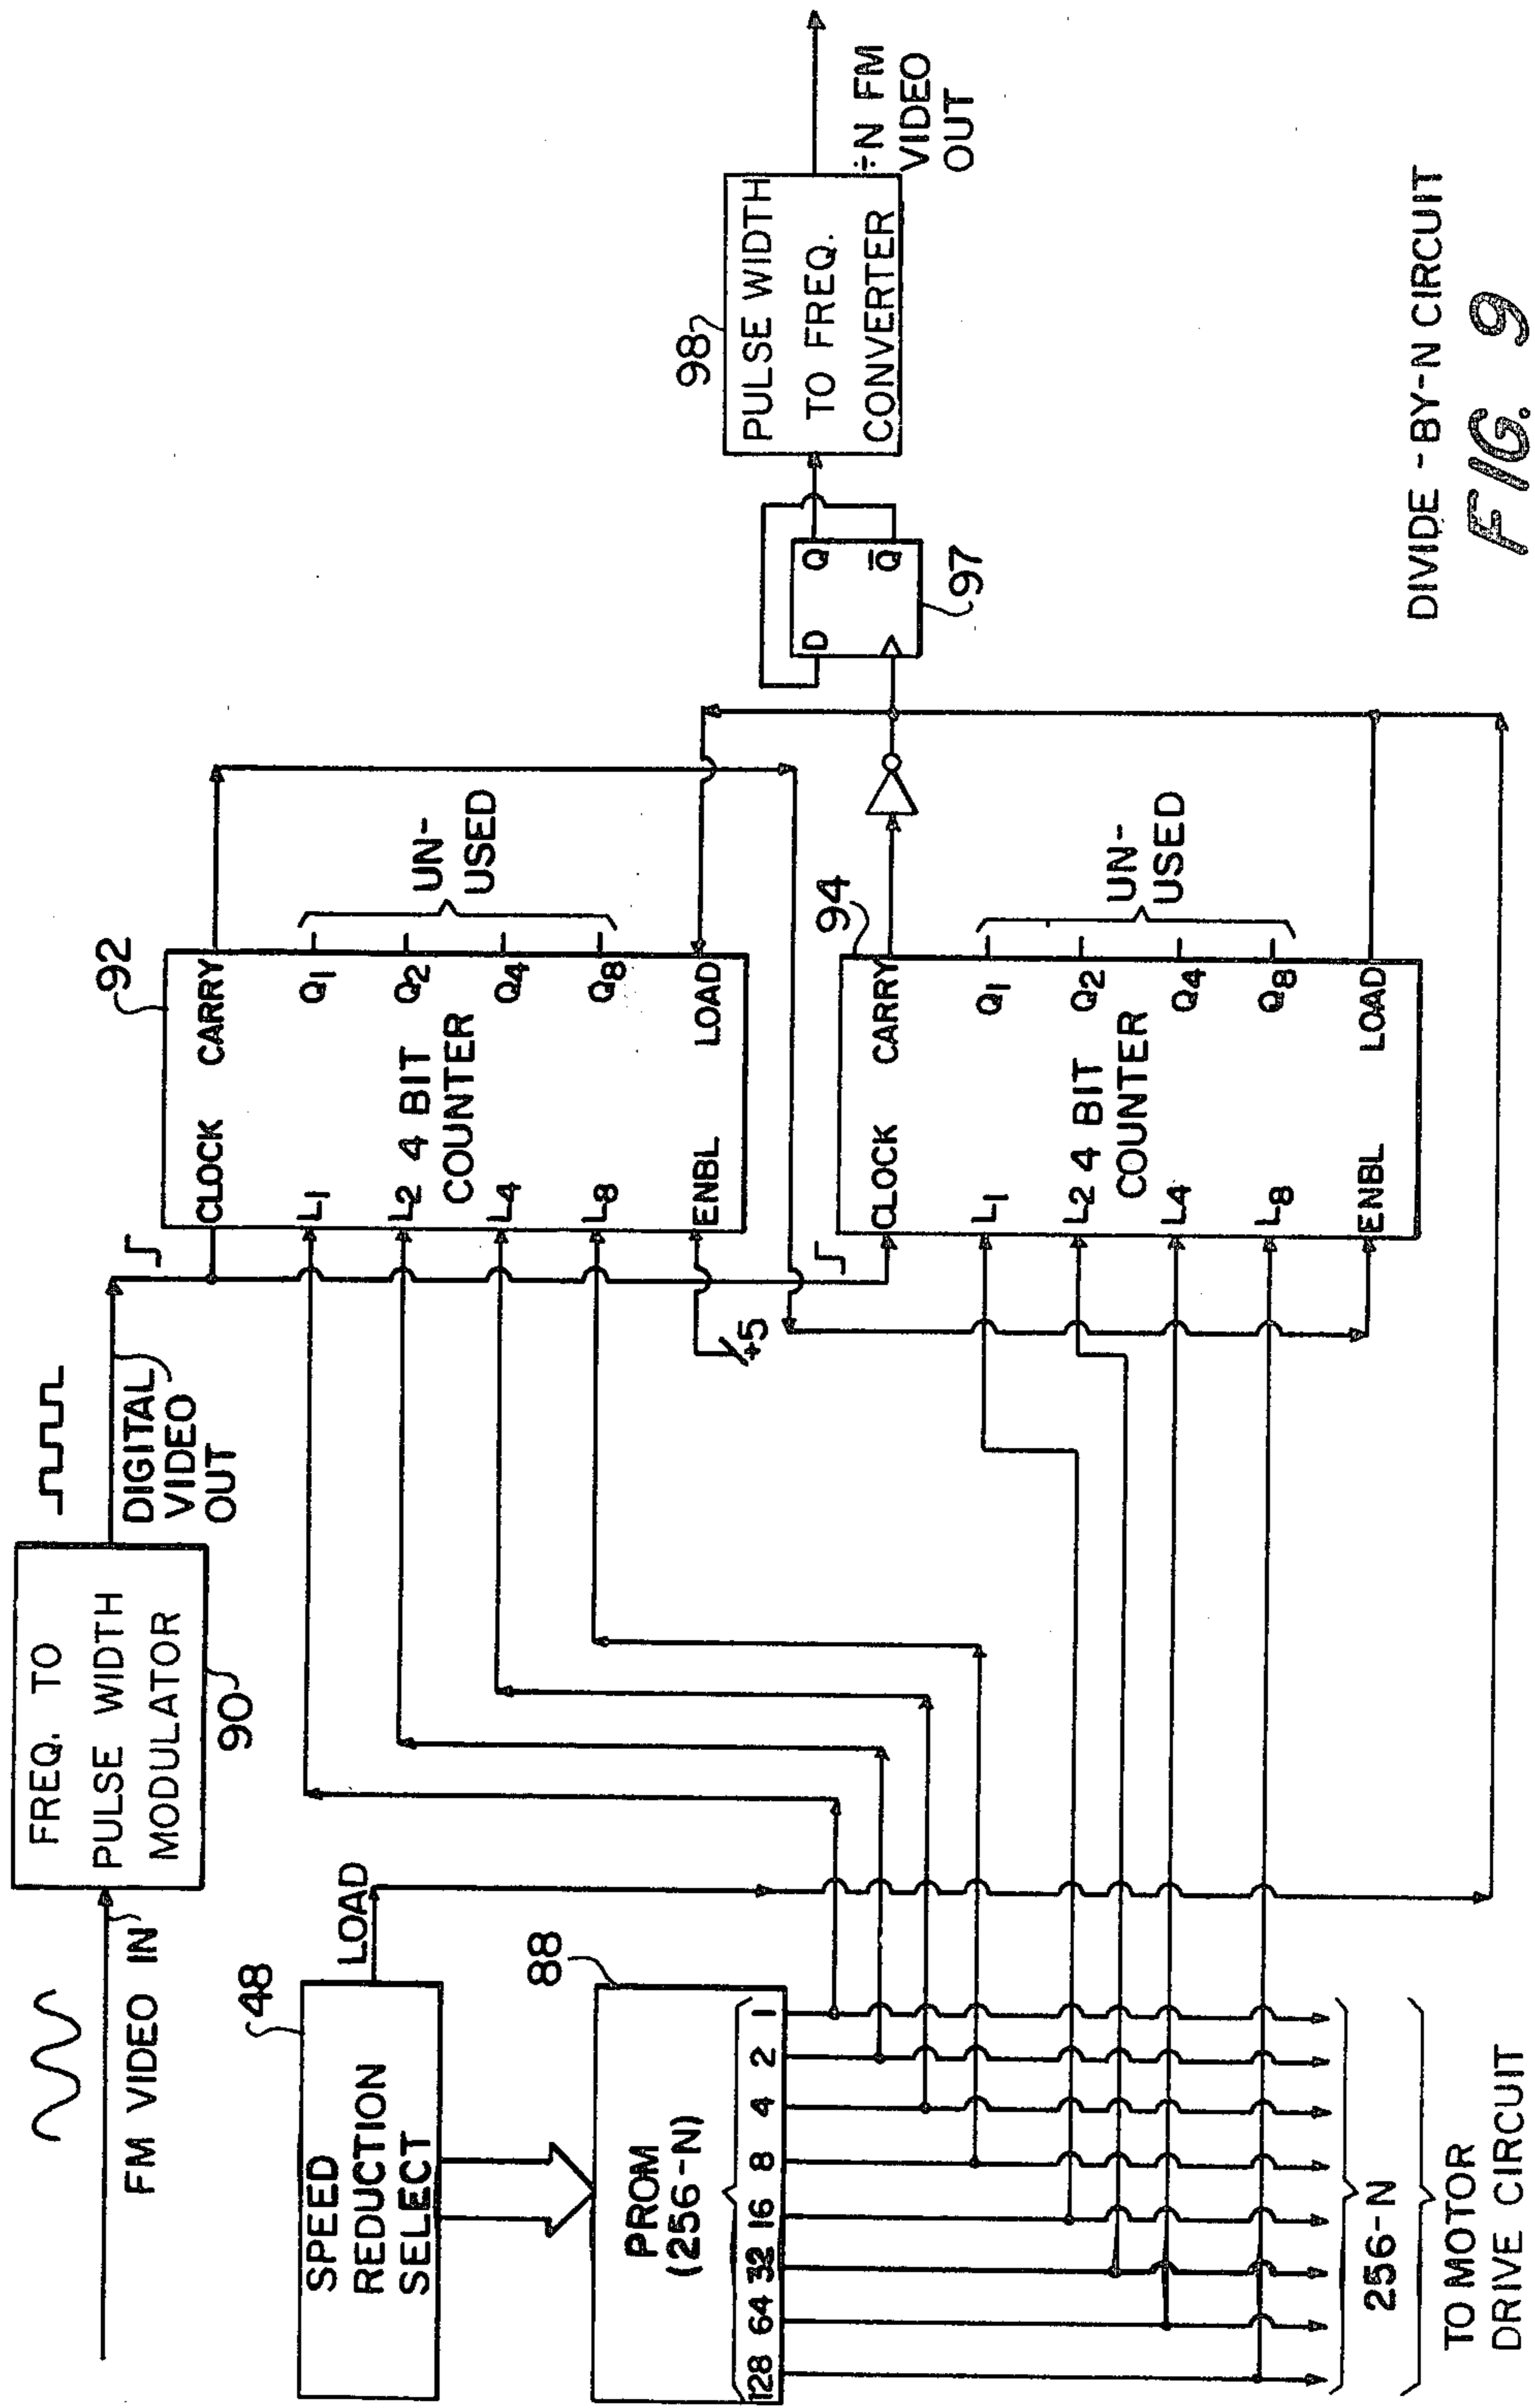 FM VIDEO IN
FREQ. TO
PULSE WIDTH
MODULATOR
90
DIGITAL
VIDEO
OUT
48
SPEED
REDUCTION
SELECT
LOAD
88
PROM
(256-N)
128 64 32 16 8 4 2 1
256-N
TO MOTOR
DRIVE CIRCUIT
92
CLOCK CARRY
L1 Q1
L2 4 BIT Q2
COUNTER
L4 Q4
L8 Q8
ENBL LOAD
+5
UN-
USED
94
CLOCK CARRY
L1 Q1
L2 4 BIT Q2
COUNTER
L4 Q4
L8 Q8
ENBL LOAD
UN-
USED
D Q
Q̅
97
98
PULSE WIDTH
TO FREQ.
CONVERTER
÷N FM
VIDEO
OUT
DIVIDE-BY-N CIRCUIT
FIG. 9